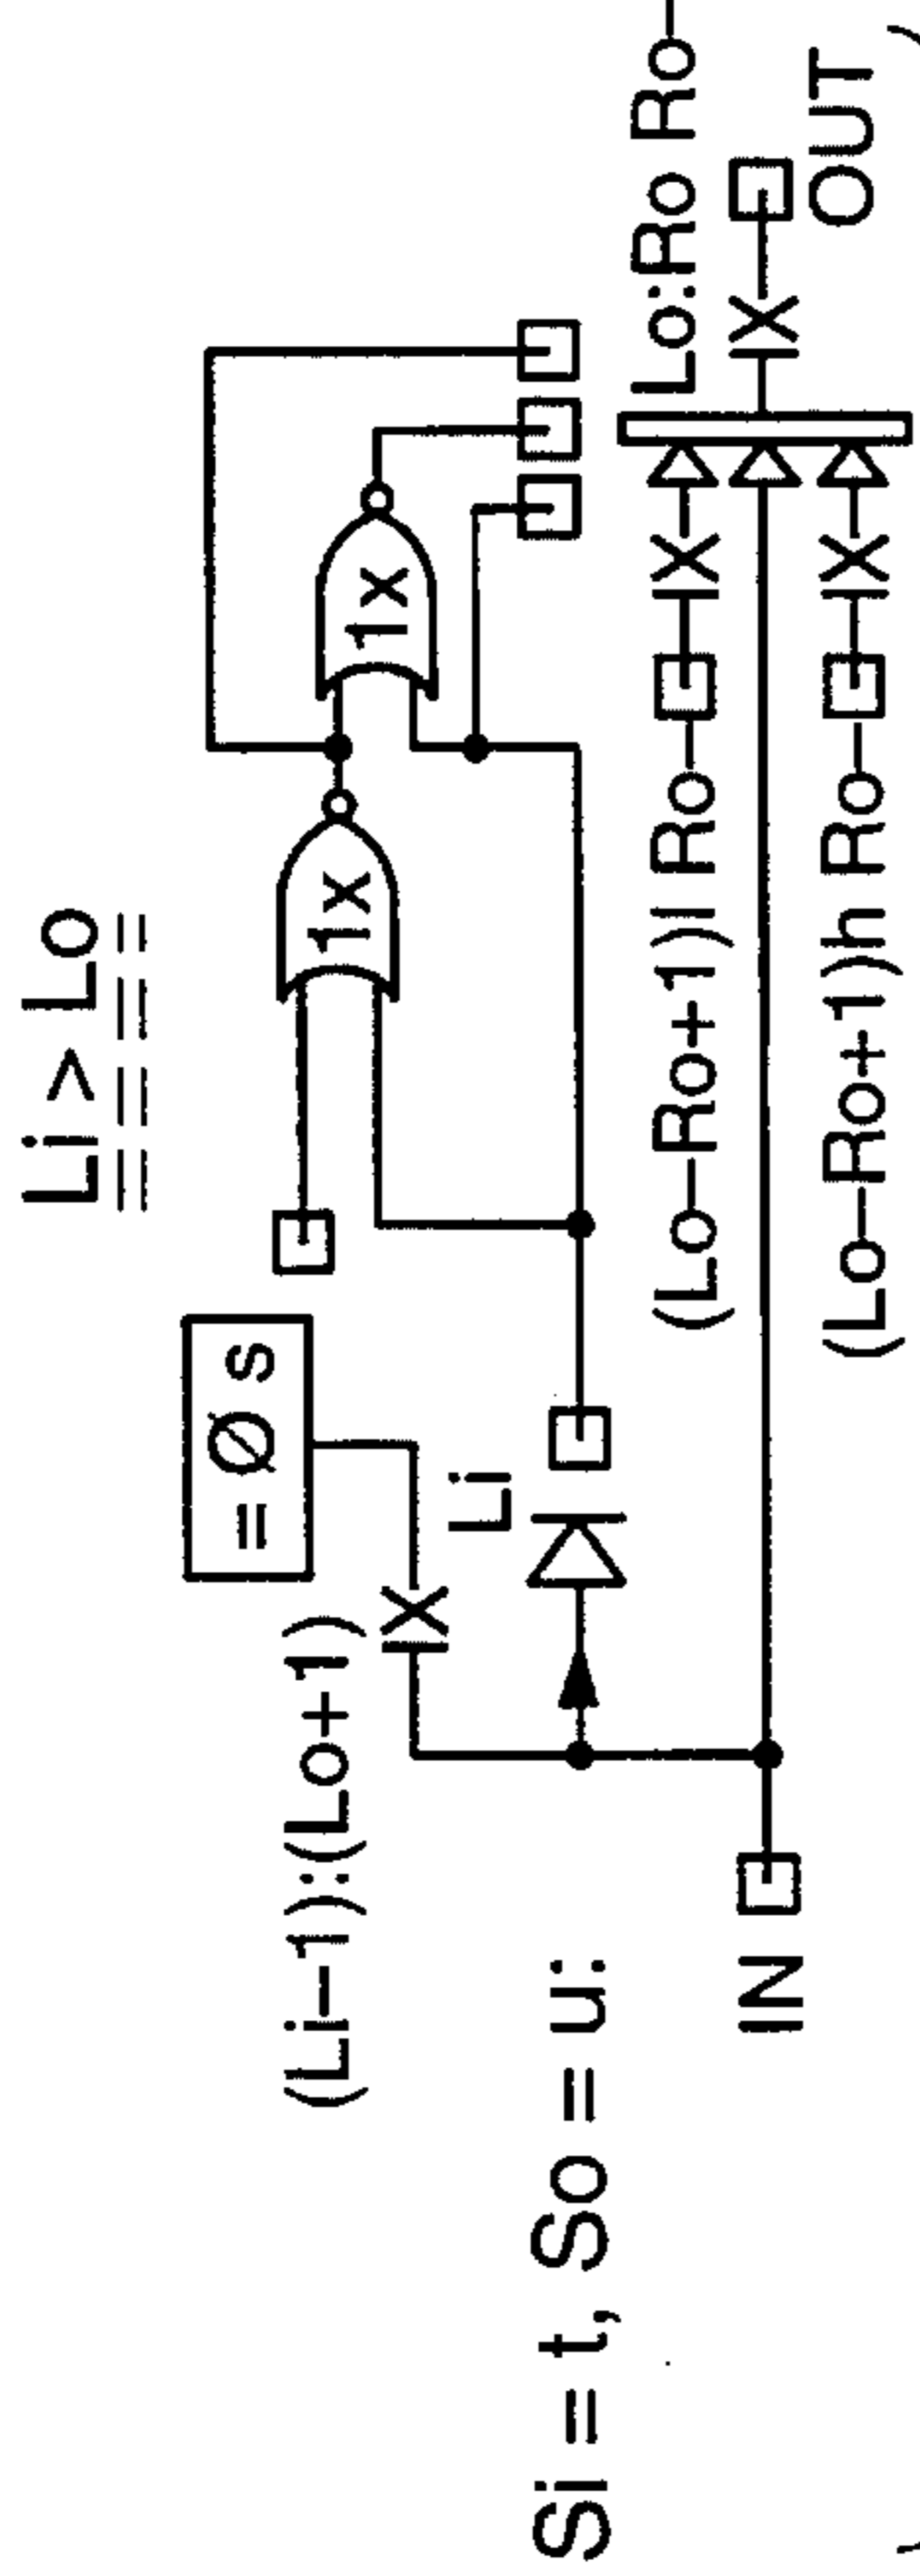 Li > Lo
= Ø s
(Li–1):(Lo+1)
1x
1x
Li
Si = t, So = u:
Lo:Ro Ro–
(Lo–Ro+1)l Ro–
IN
OUT
(Lo–Ro+1)h Ro–